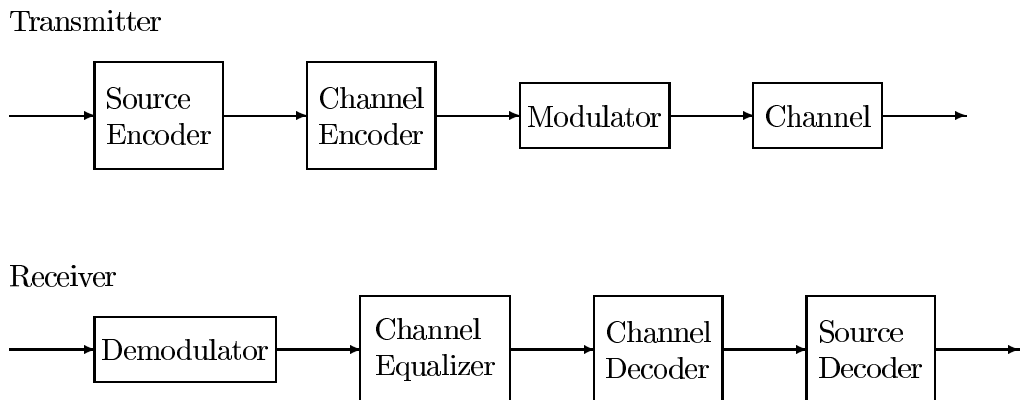 Transmitter
Source
Encoder
Channel
Encoder
Modulator
Channel
Receiver
Demodulator
Channel
Equalizer
Channel
Decoder
Source
Decoder